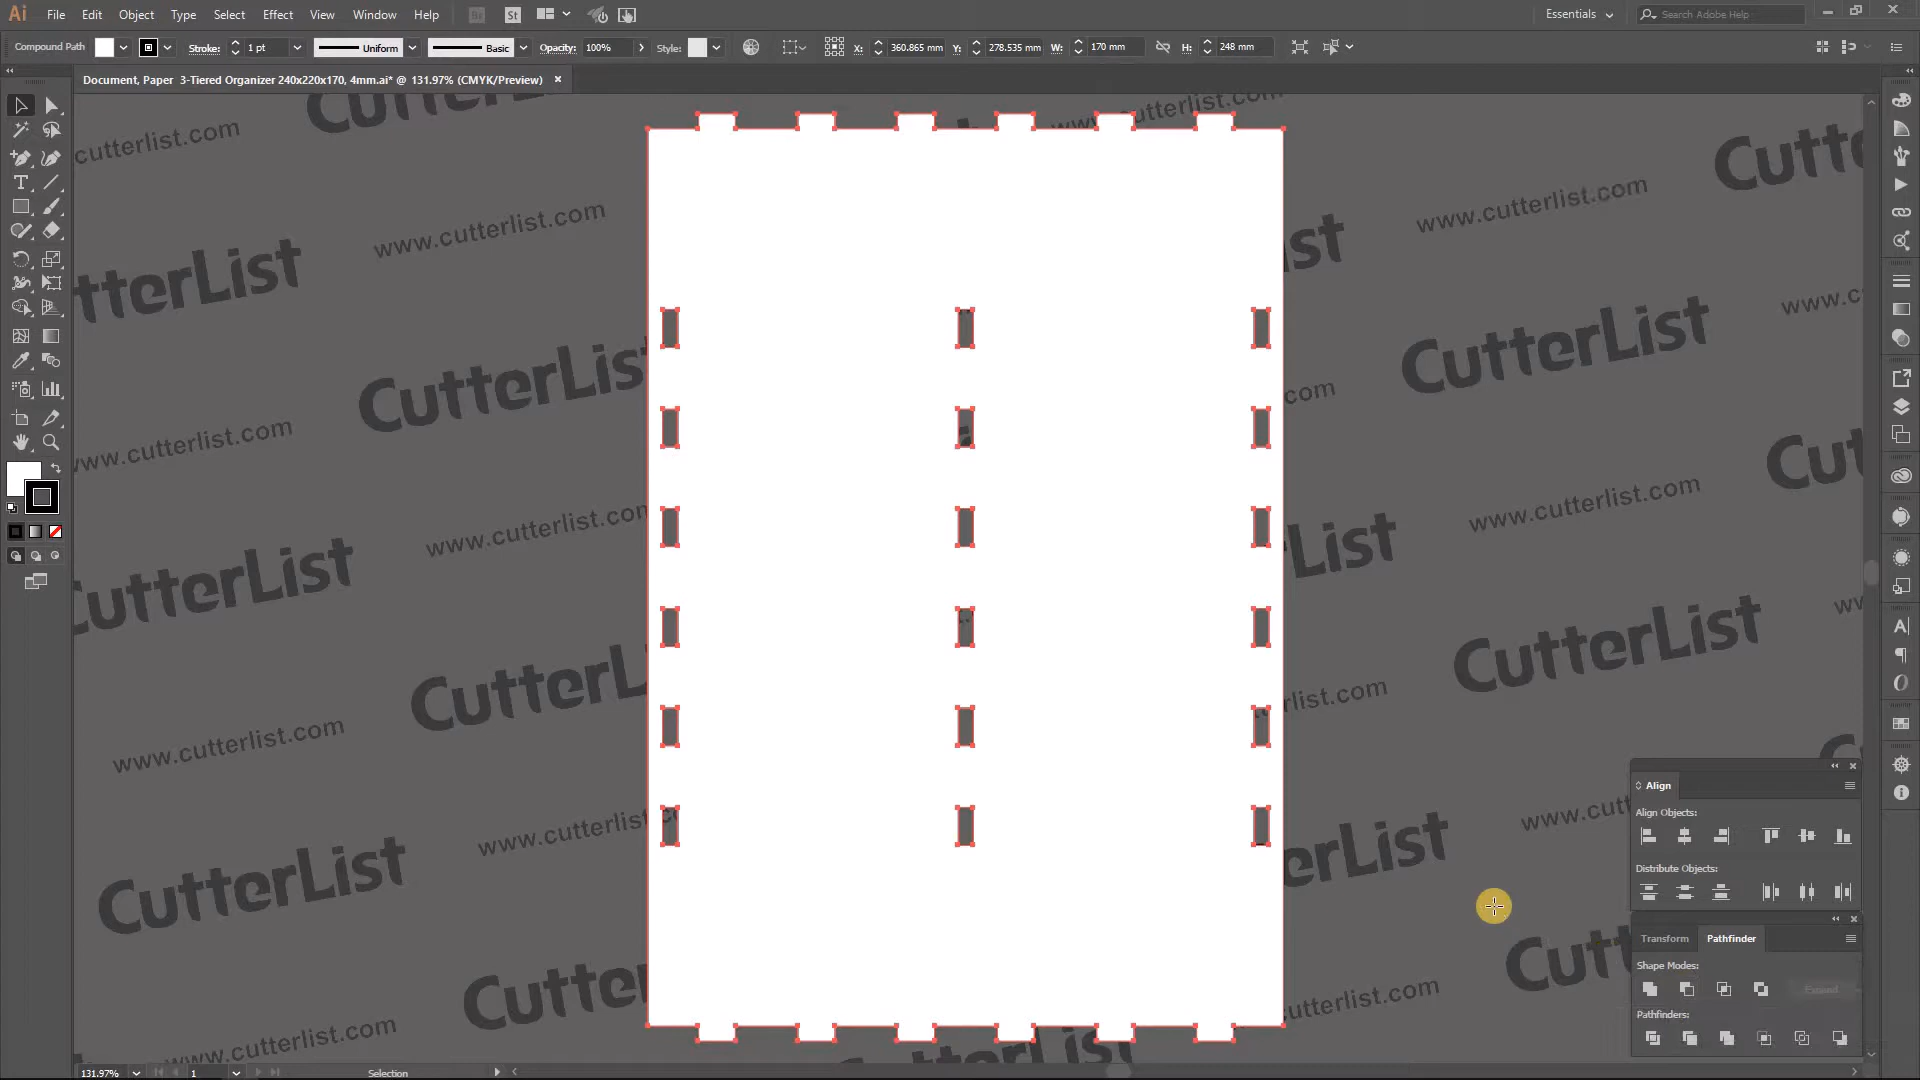 Ai File Edit Object Type Select Effect View Window Help Br St Essentials Search Adobe Help
Compound Path Stroke: 1 pt Uniform Basic Opacity: 100% Style: X: 360.865 mm Y: 278.535 mm W: 170 mm H: 248 mm
Document, Paper 3-Tiered Organizer 240x220x170, 4mm.ai* @ 131.97% (CMYK/Preview)
CutterList
www.cutterlist.com
Align
Align Objects:
Distribute Objects:
Transform Pathfinder
Shape Modes:
Expand
Pathfinders:
131.97% 1 Selection